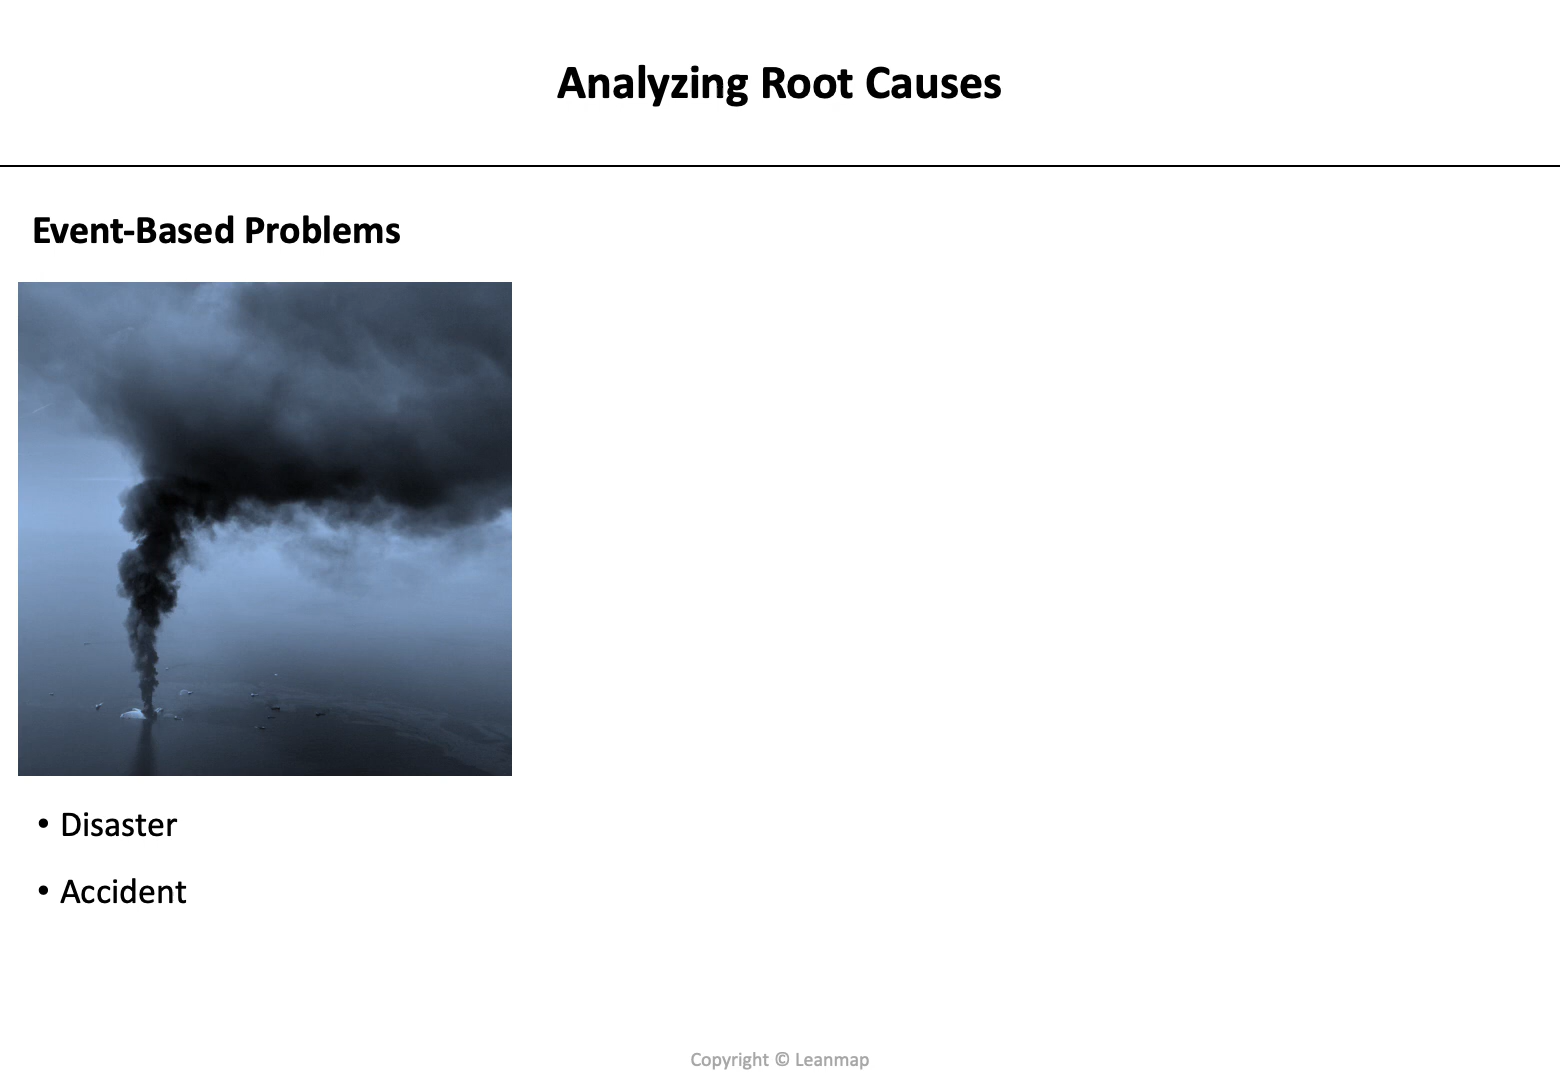 Analyzing Root Causes
Event-Based Problems
• Disaster
• Accident
Copyright © Leanmap